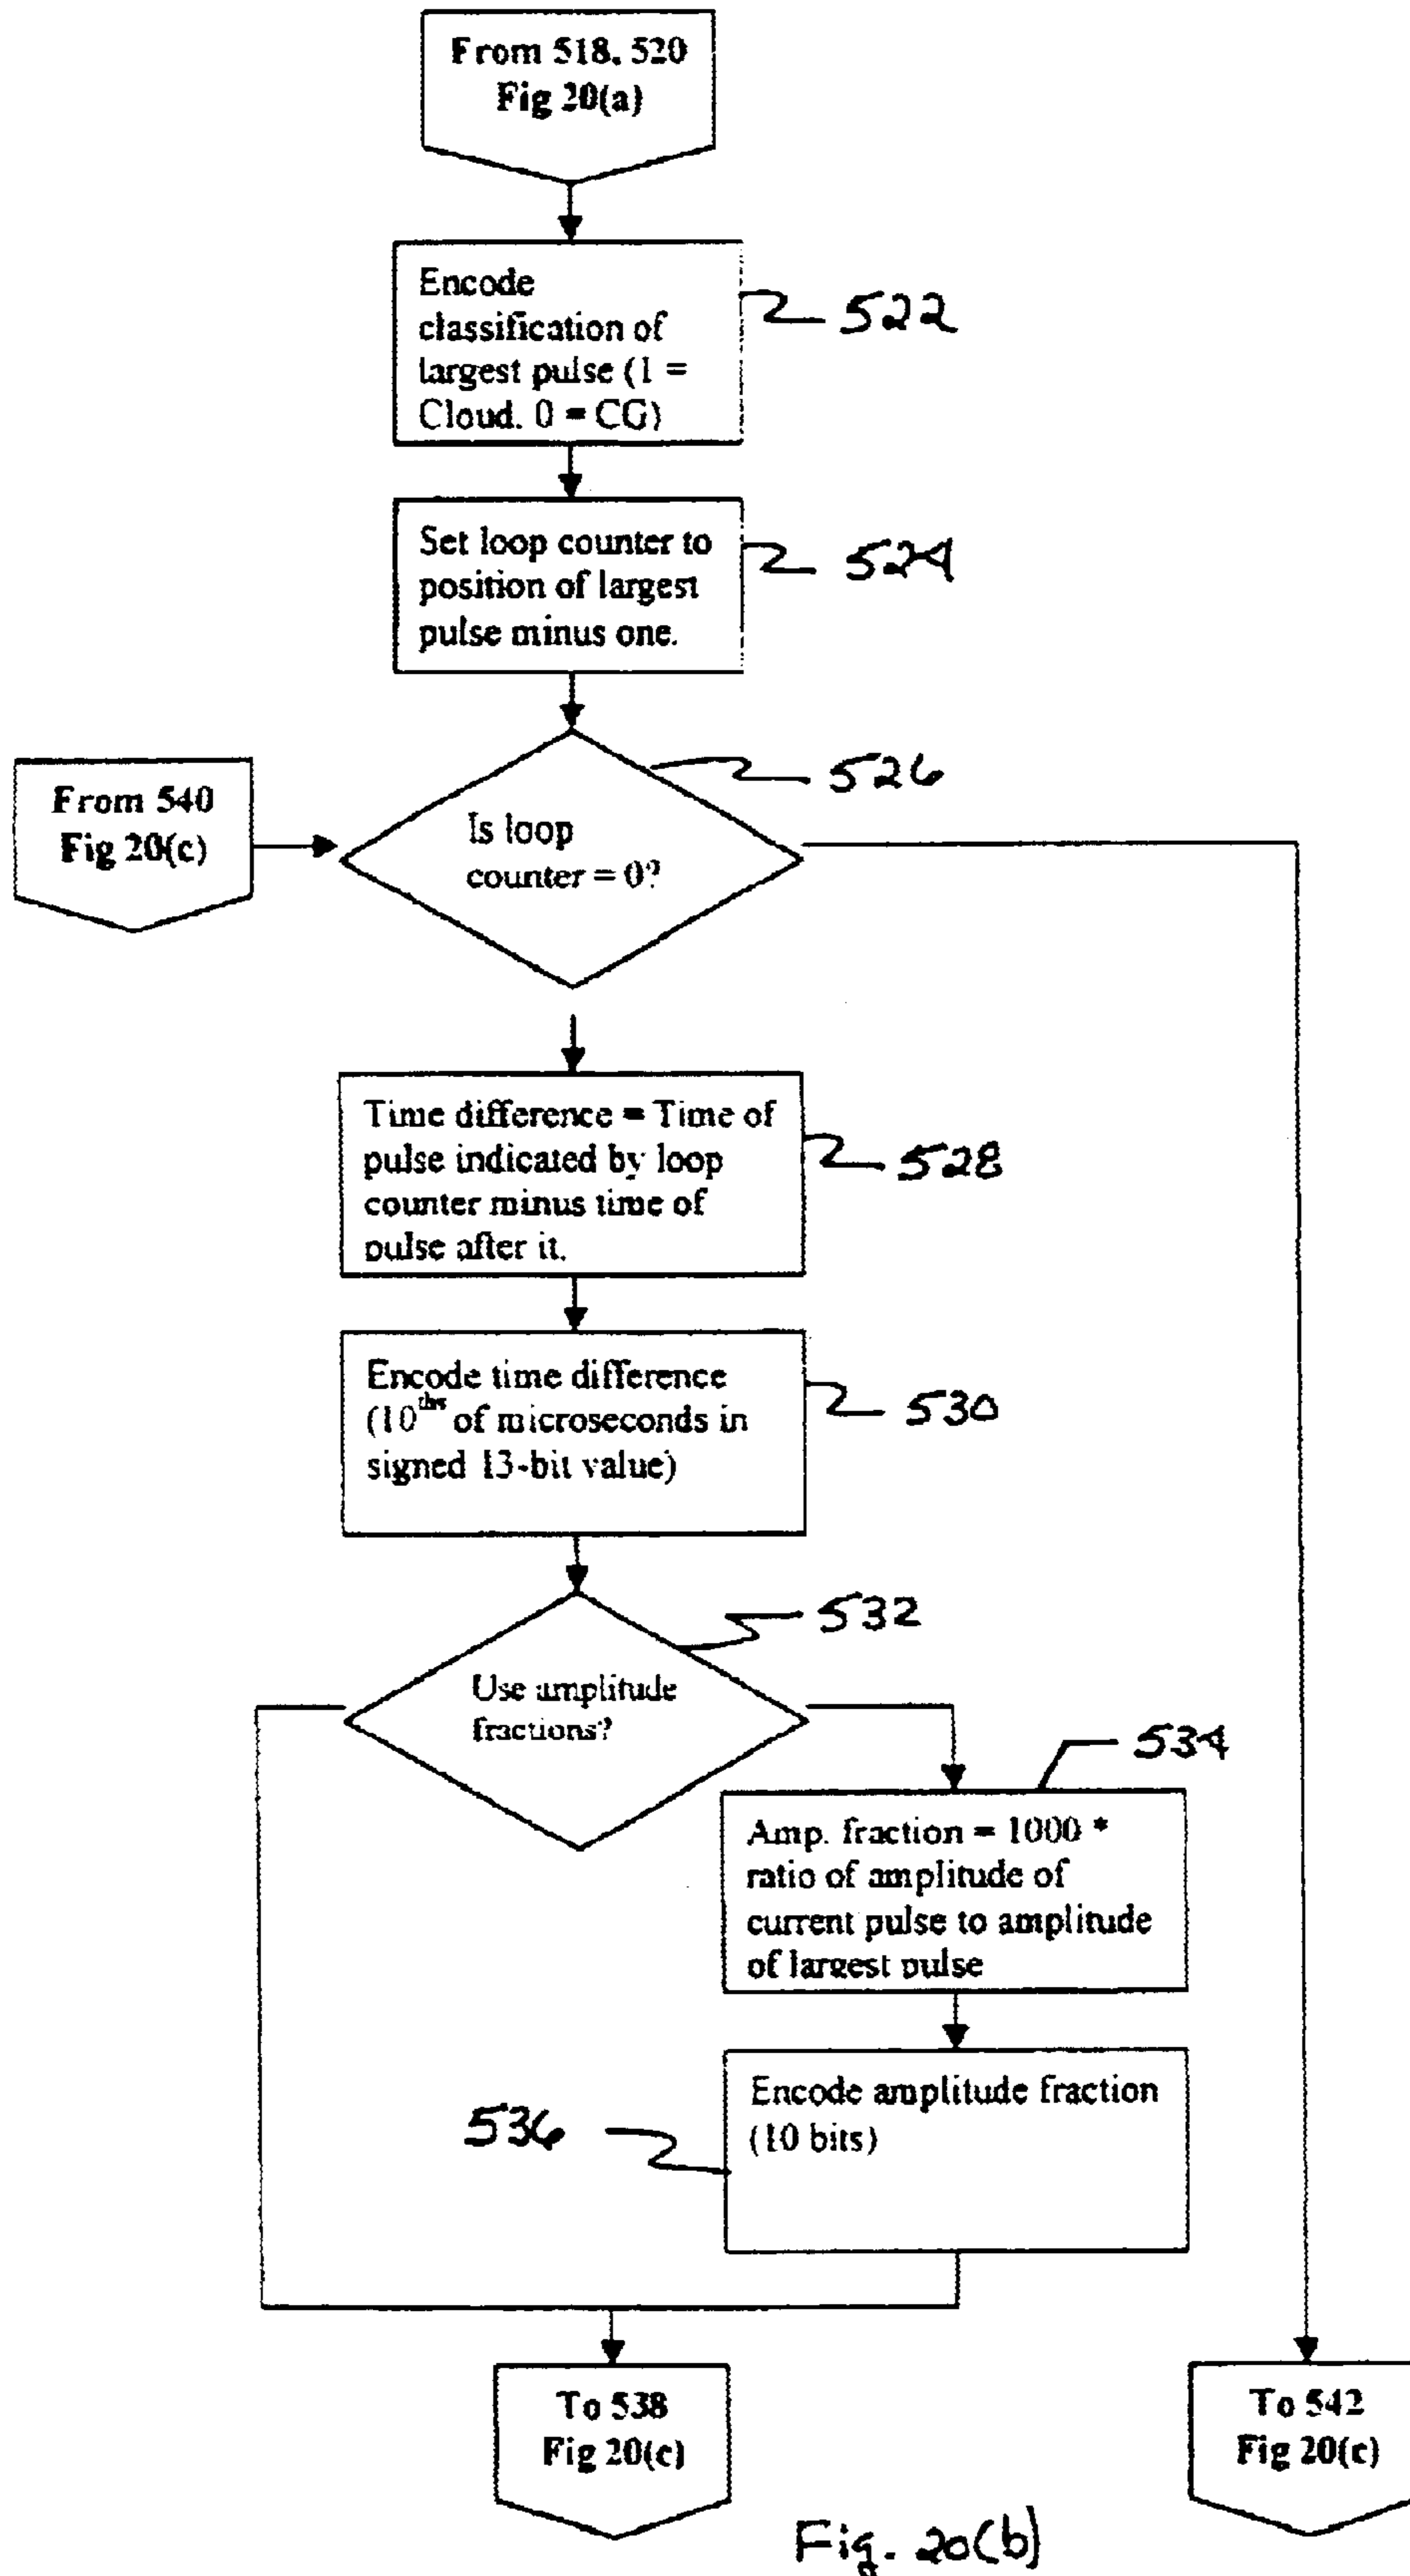 From 518, 520
Fig 20(a)
Encode
classification of
largest pulse (1 =
Cloud. 0 = CG)
522
Set loop counter to
position of largest
pulse minus one.
524
526
From 540
Fig 20(c)
Is loop
counter = 0?
Time difference = Time of
pulse indicated by loop
counter minus time of
pulse after it.
528
Encode time difference
(10ths of microseconds in
signed 13-bit value)
530
532
Use amplitude
fractions?
534
Amp. fraction = 1000 *
ratio of amplitude of
current pulse to amplitude
of largest pulse
Encode amplitude fraction
(10 bits)
536
To 538
Fig 20(c)
To 542
Fig 20(c)
Fig. 20(b)